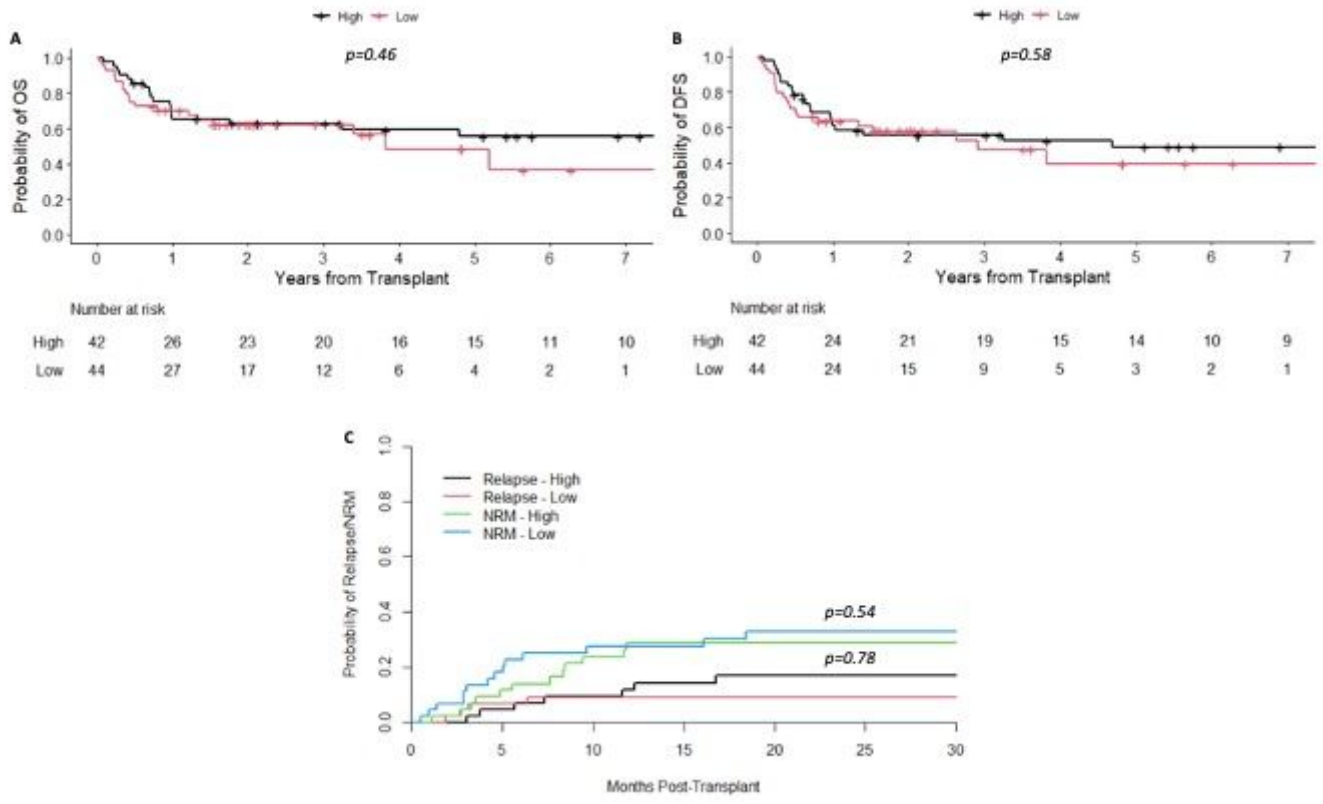 High Low
A
p=0.46
Probability of OS
1.0
0.8
0.6
0.4
0.2
0.0
0 1 2 3 4 5 6 7
Years from Transplant
Number at risk
High 42 26 23 20 16 15 11 10
Low 44 27 17 12 6 4 2 1
High Low
B
p=0.58
Probability of DFS
1.0
0.8
0.6
0.4
0.2
0.0
0 1 2 3 4 5 6 7
Years from Transplant
Number at risk
High 42 24 21 19 15 14 10 9
Low 44 24 15 9 5 3 2 1
C
Probability of Relapse/NRM
1.0
0.8
0.6
0.4
0.2
0.0
Relapse - High
Relapse - Low
NRM - High
NRM - Low
p=0.54
p=0.78
0 5 10 15 20 25 30
Months Post-Transplant